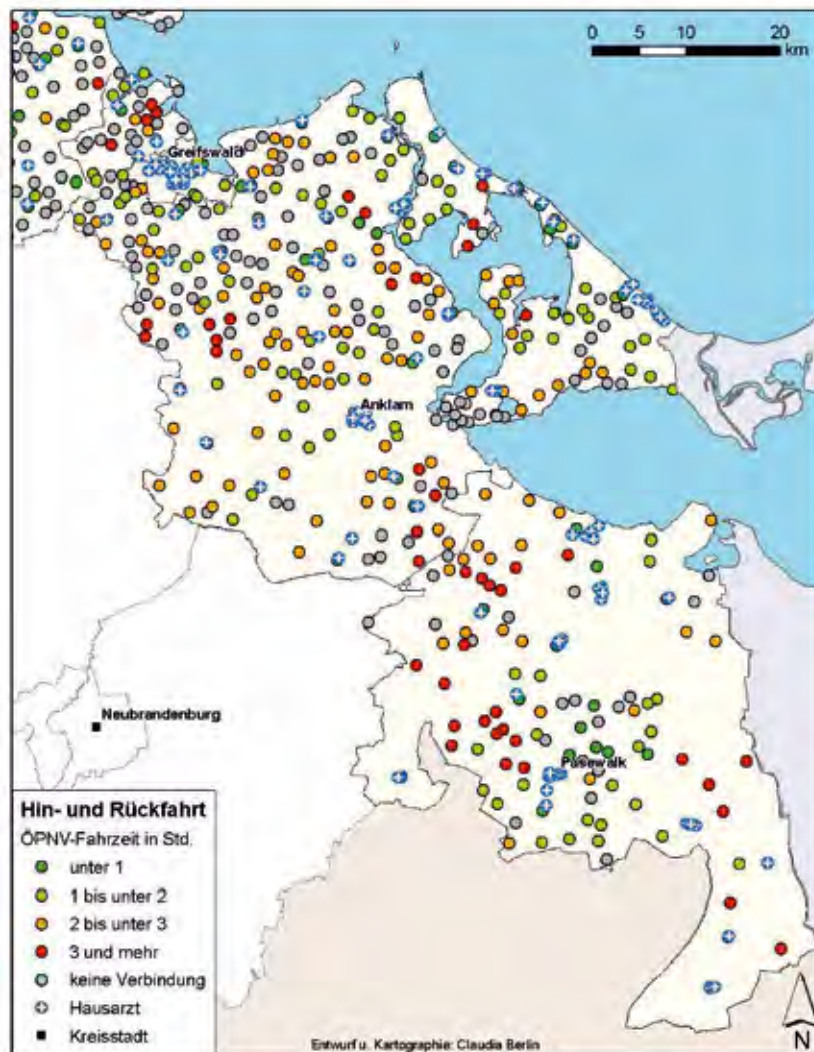 0 5 10 20
km
Greifswald
Anklam
Neubrandenburg
Pasewalk
Hin- und Rückfahrt
ÖPNV-Fahrzeit in Std.
unter 1
1 bis unter 2
2 bis unter 3
3 und mehr
keine Verbindung
Hausarzt
Kreisstadt
Entwurf u. Kartographie: Claudia Berlin
N